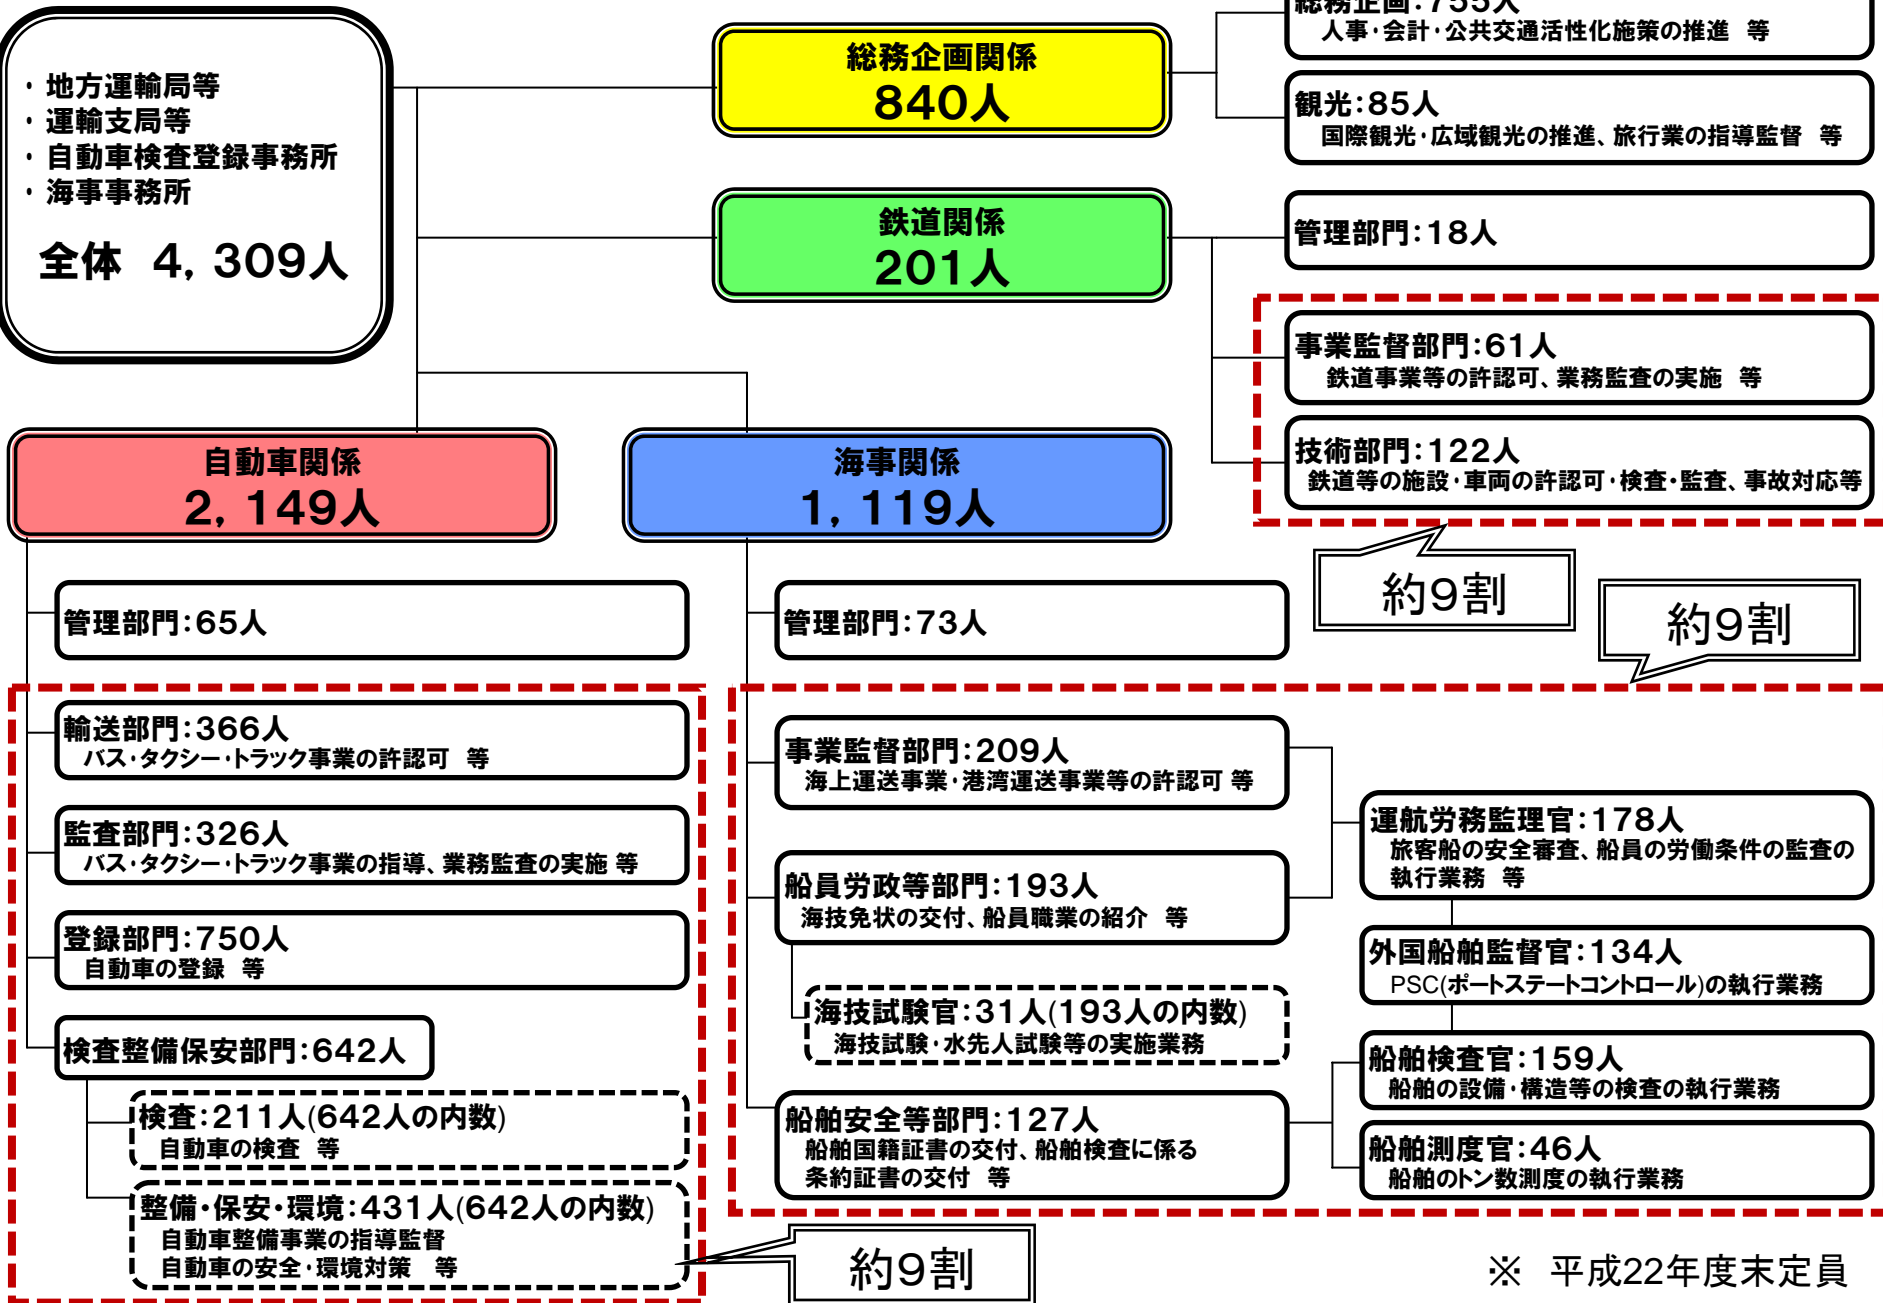 ・ 地方運輸局等
・ 運輸支局等
・ 自動車検査登録事務所
・ 海事事務所
全体 4, 309人
総務企画関係
840人
総務企画:755人
人事・会計・公共交通活性化施策の推進 等
観光:85人
国際観光・広域観光の推進、旅行業の指導監督 等
鉄道関係
201人
管理部門:18人
事業監督部門:61人
鉄道事業等の許認可、業務監査の実施 等
技術部門:122人
鉄道等の施設・車両の許認可・検査・監査、事故対応等
約9割
自動車関係
2, 149人
管理部門:65人
輸送部門:366人
バス・タクシー・トラック事業の許認可 等
監査部門:326人
バス・タクシー・トラック事業の指導、業務監査の実施 等
登録部門:750人
自動車の登録 等
検査整備保安部門:642人
検査:211人(642人の内数)
自動車の検査 等
整備・保安・環境:431人(642人の内数)
自動車整備事業の指導監督
自動車の安全・環境対策 等
約9割
海事関係
1, 119人
管理部門:73人
約9割
事業監督部門:209人
海上運送事業・港湾運送事業等の許認可 等
船員労政等部門:193人
海技免状の交付、船員職業の紹介 等
海技試験官:31人(193人の内数)
海技試験・水先人試験等の実施業務
船舶安全等部門:127人
船舶国籍証書の交付、船舶検査に係る
条約証書の交付 等
運航労務監理官:178人
旅客船の安全審査、船員の労働条件の監査の
執行業務 等
外国船舶監督官:134人
PSC(ポートステートコントロール)の執行業務
船舶検査官:159人
船舶の設備・構造等の検査の執行業務
船舶測度官:46人
船舶のトン数測度の執行業務
※ 平成22年度末定員